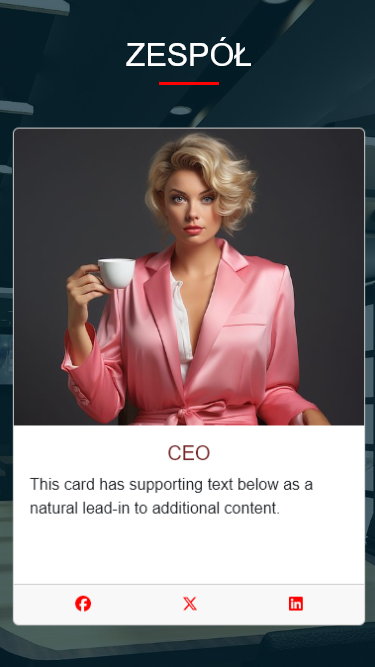 ZESPÓŁ
CEO
This card has supporting text below as a
natural lead-in to additional content.